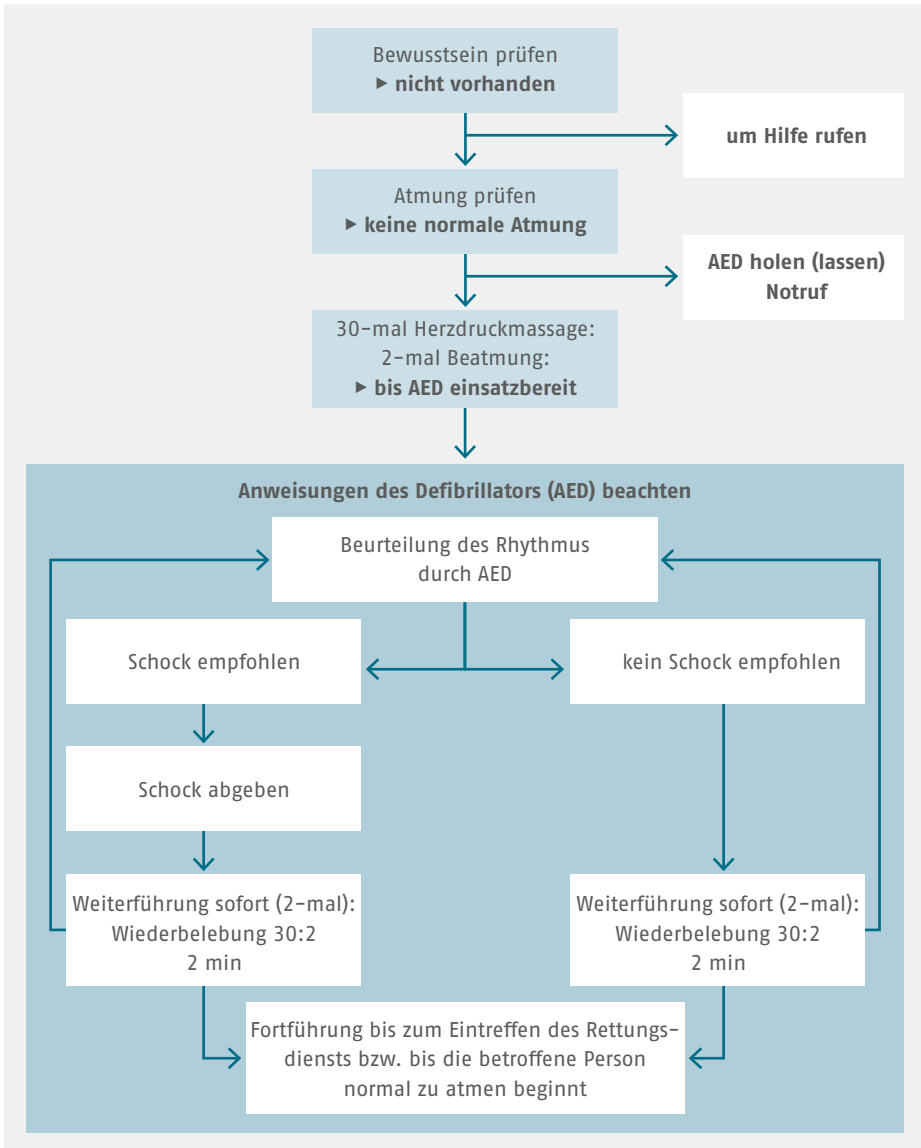 Bewusstsein prüfen
▶ nicht vorhanden
um Hilfe rufen
Atmung prüfen
▶ keine normale Atmung
AED holen (lassen)
Notruf
30-mal Herzdruckmassage:
2-mal Beatmung:
▶ bis AED einsatzbereit
Anweisungen des Defibrillators (AED) beachten
Beurteilung des Rhythmus
durch AED
Schock empfohlen
kein Schock empfohlen
Schock abgeben
Weiterführung sofort (2-mal):
Wiederbelebung 30:2
2 min
Weiterführung sofort (2-mal):
Wiederbelebung 30:2
2 min
Fortführung bis zum Eintreffen des Rettungs-
diensts bzw. bis die betroffene Person
normal zu atmen beginnt